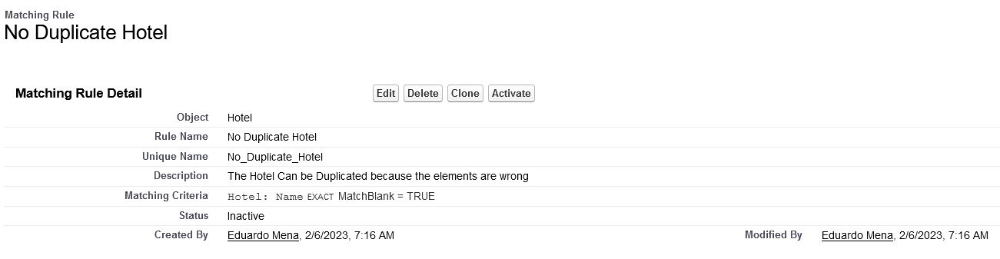 Matching Rule
No Duplicate Hotel
Matching Rule Detail Edit Delete Clone Activate
Object Hotel
Rule Name No Duplicate Hotel
Unique Name No_Duplicate_Hotel
Description The Hotel Can be Duplicated because the elements are wrong
Matching Criteria Hotel: Name EXACT MatchBlank = TRUE
Status Inactive
Created By Eduardo Mena, 2/6/2023, 7:16 AM Modified By Eduardo Mena, 2/6/2023, 7:16 AM